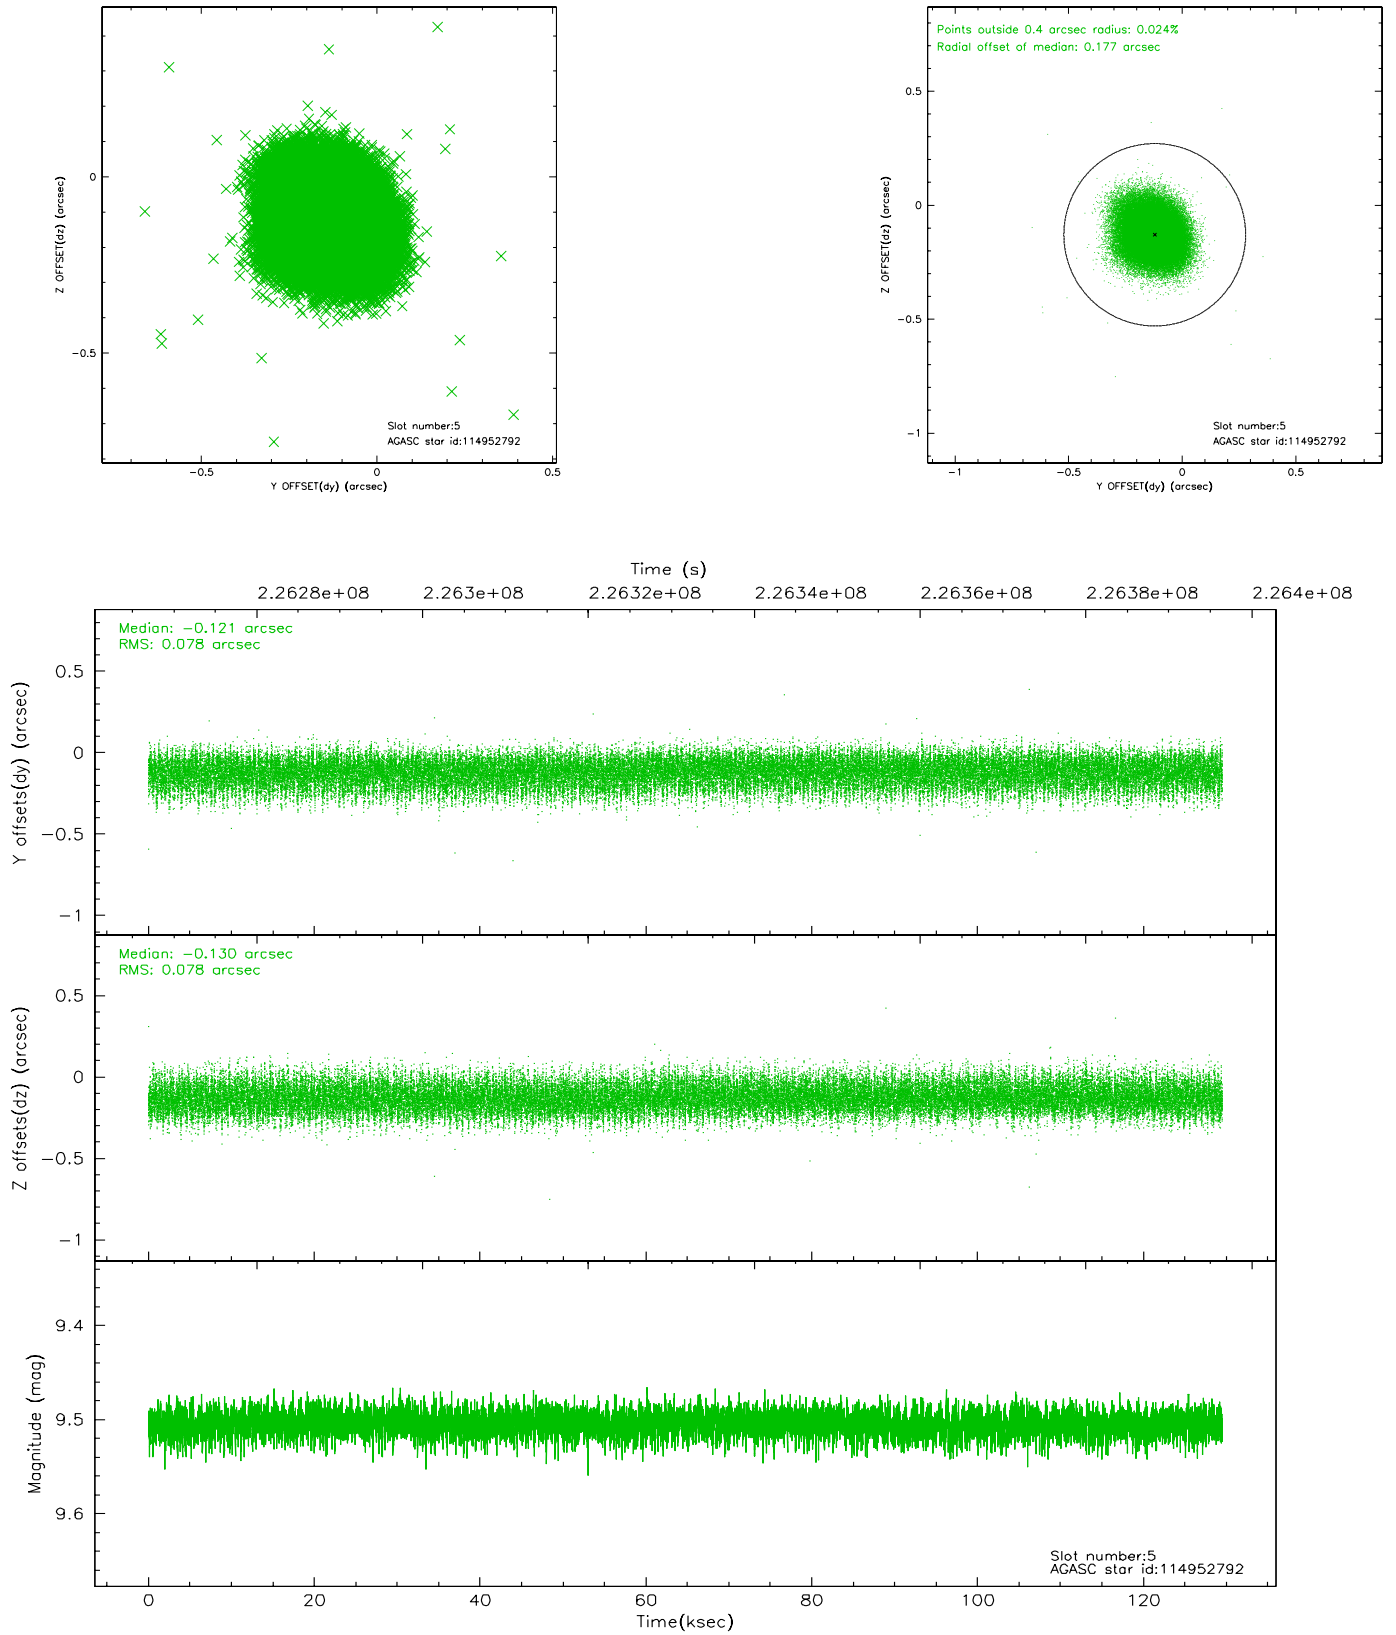 0
−0.5
Z OFFSET(dz) (arcsec)
−0.5
0
0.5
Y OFFSET(dy) (arcsec)
Slot number:5
AGASC star id:114952792
Points outside 0.4 arcsec radius: 0.024%
Radial offset of median: 0.177 arcsec
0.5
0
−0.5
−1
Z OFFSET(dz) (arcsec)
−1
−0.5
0
0.5
Y OFFSET(dy) (arcsec)
Slot number:5
AGASC star id:114952792
Time (s)
2.2628e+08 2.263e+08 2.2632e+08 2.2634e+08 2.2636e+08 2.2638e+08 2.264e+08
Median: −0.121 arcsec
RMS: 0.078 arcsec
0.5
0
−0.5
−1
Y offsets(dy) (arcsec)
Median: −0.130 arcsec
RMS: 0.078 arcsec
0.5
0
−0.5
−1
Z offsets(dz) (arcsec)
9.4
9.5
9.6
Magnitude (mag)
Slot number:5
AGASC star id:114952792
0 20 40 60 80 100 120
Time(ksec)